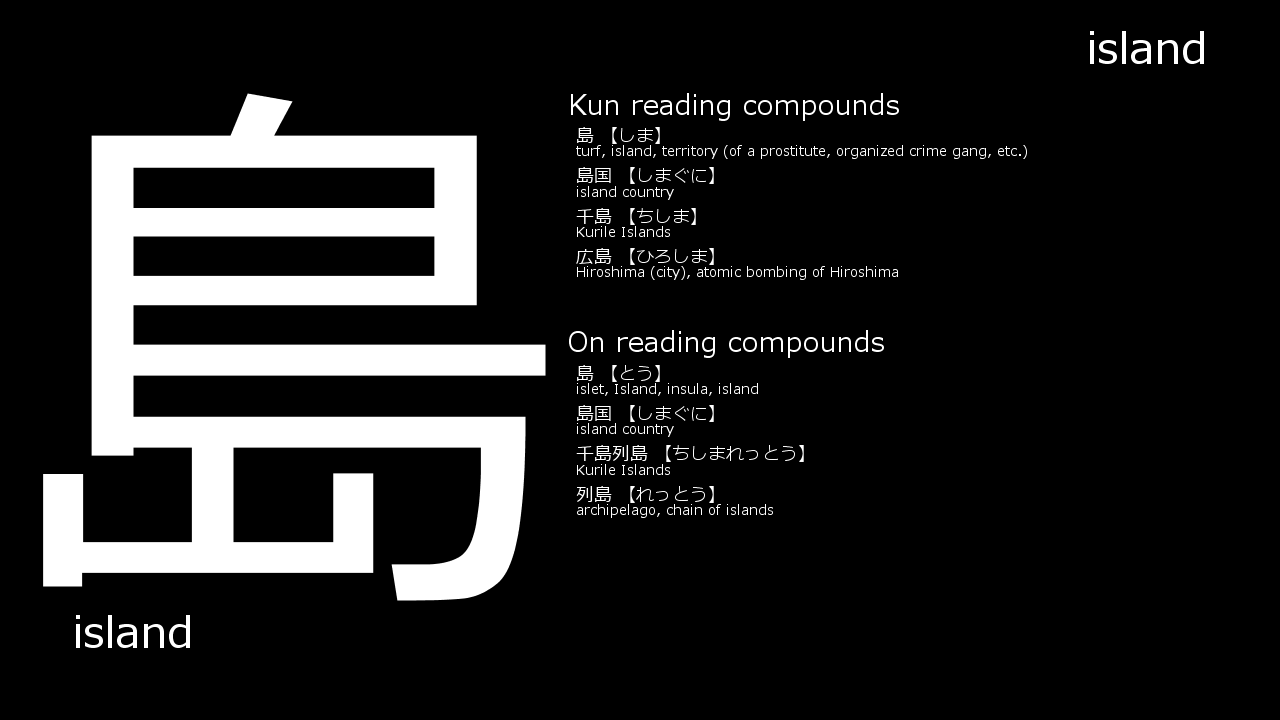 island
島
Kun reading compounds
島 【しま】
turf, island, territory (of a prostitute, organized crime gang, etc.)
島国 【しまぐに】
island country
千島 【ちしま】
Kurile Islands
広島 【ひろしま】
Hiroshima (city), atomic bombing of Hiroshima
On reading compounds
島 【とう】
islet, Island, insula, island
島国 【しまぐに】
island country
千島列島 【ちしまれっとう】
Kurile Islands
列島 【れっとう】
archipelago, chain of islands
island